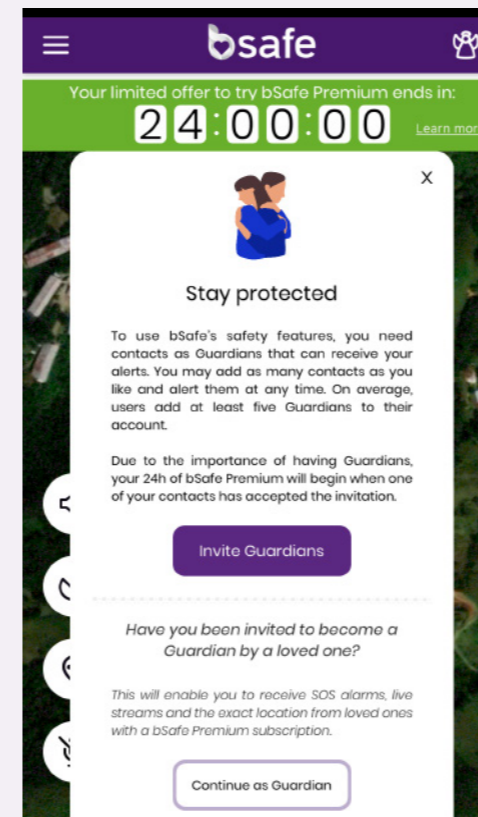 bsafe
Your limited offer to try bSafe Premium ends in:
24:00:00
Learn mor
X
Stay protected
To use bSafe's safety features, you need
contacts as Guardians that can receive your
alerts. You may add as many contacts as you
like and alert them at any time. On average,
users add at least five Guardians to their
account.
Due to the importance of having Guardians,
your 24h of bSafe Premium will begin when one
of your contacts has accepted the invitation.
Invite Guardians
Have you been invited to become a
Guardian by a loved one?
This will enable you to receive SOS alarms, live
streams and the exact location from loved ones
with a bSafe Premium subscription.
Continue as Guardian